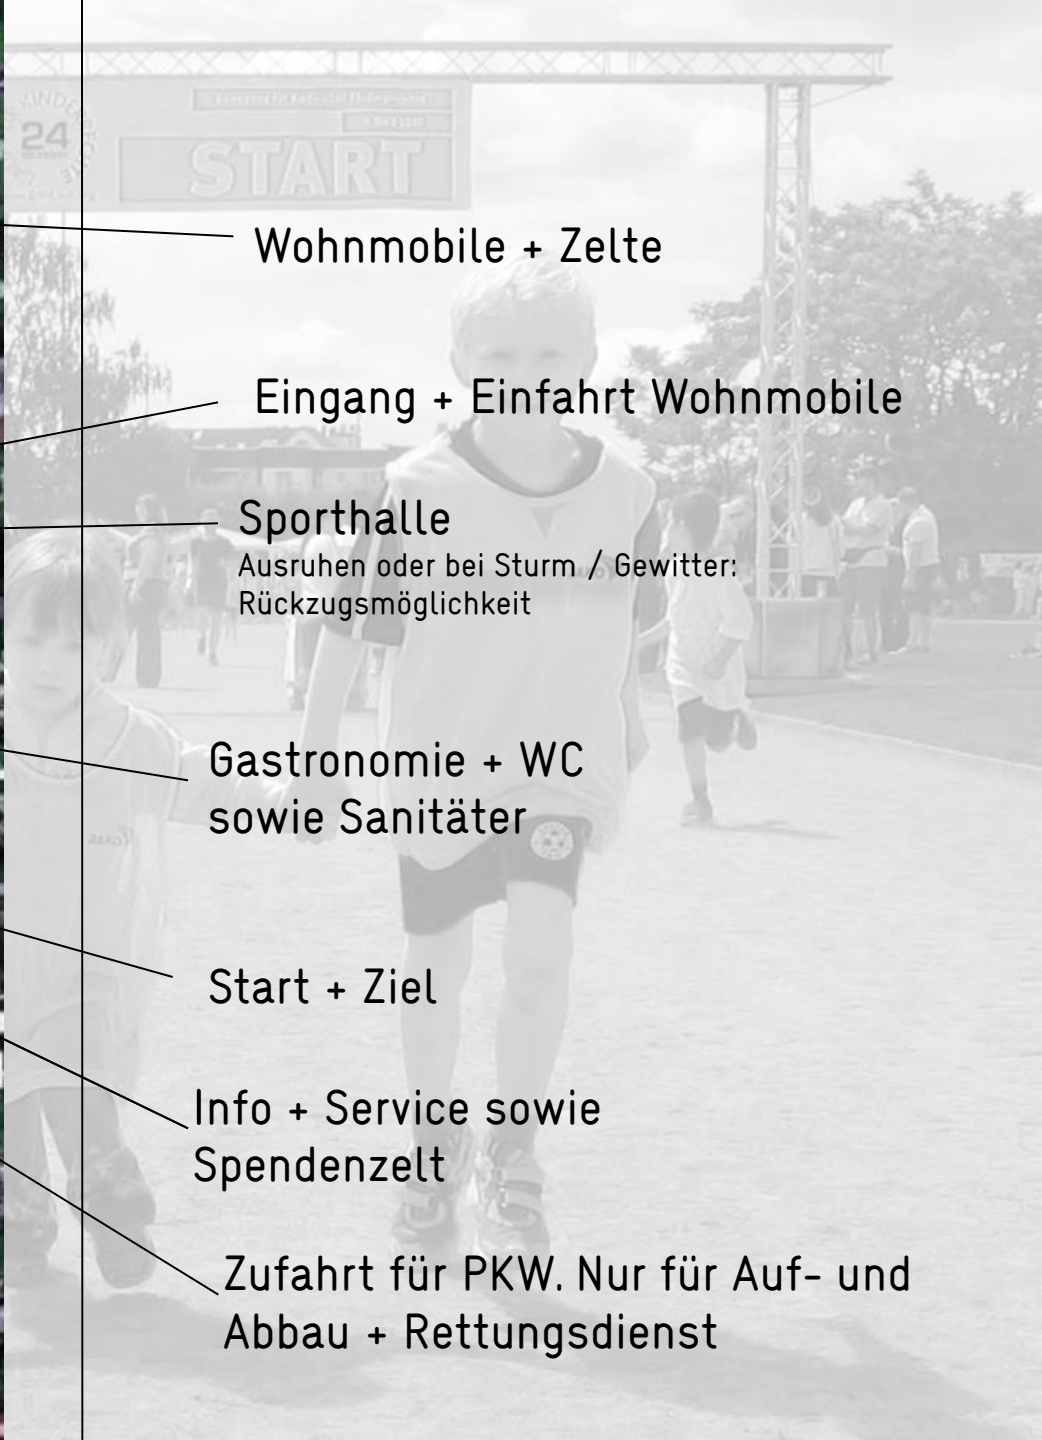 KINDERRECHTE
24
START
Wohnmobile + Zelte
Eingang + Einfahrt Wohnmobile
Sporthalle
Ausruhen oder bei Sturm / Gewitter:
Rückzugsmöglichkeit
Gastronomie + WC
sowie Sanitäter
Start + Ziel
Info + Service sowie
Spendenzelt
Zufahrt für PKW. Nur für Auf- und
Abbau + Rettungsdienst